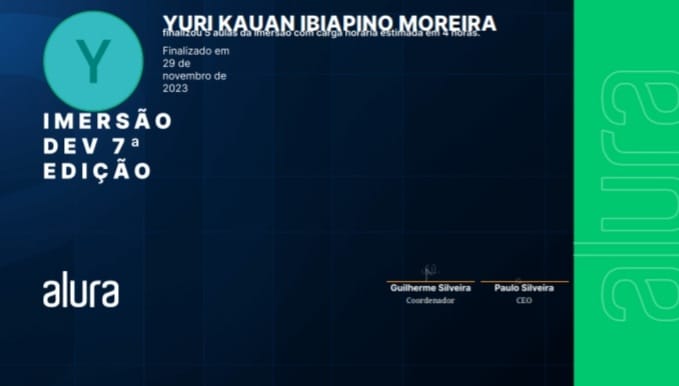 Y
YURI KAUAN IBIAPINO MOREIRA
finalizou 5 aulas da imersão com carga horária estimada em 4 horas.
Finalizado em
29 de
novembro de
2023
IMERSÃO
DEV 7ª
EDIÇÃO
alura
Guilherme Silveira
Coordenador
Paulo Silveira
CEO
alura